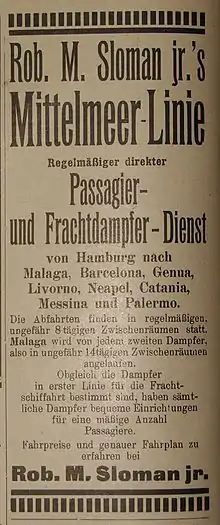 Rob. M. Sloman jr.'s
Mittelmeer-Linie
Regelmäßiger direkter
Passagier-
und Frachtdampfer-Dienst
von Hamburg nach
Malaga, Barcelona, Genua,
Livorno, Neapel, Catania,
Messina und Palermo.
Die Abfahrten finden in regelmäßigen,
ungefähr 8tägigen Zwischenräumen statt.
Malaga wird von jedem zweiten Dampfer,
also in ungefähr 14tägigen Zwischenräumen
angelaufen.
Obgleich die Dampfer
in erster Linie für die Fracht-
schiffahrt bestimmt sind, haben sämt-
liche Dampfer bequeme Einrichtungen
für eine mäßige Anzahl
Passagiere.
Fahrpreise und genauer Fahrplan zu
erfahren bei
Rob. M. Sloman jr.